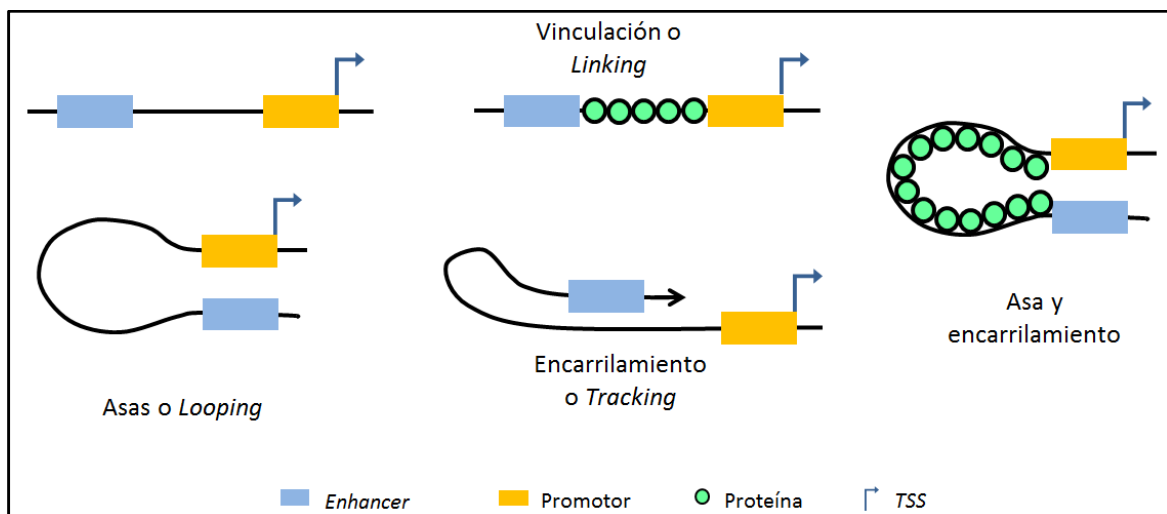 Vinculación o
Linking
Asas o Looping
Encarrilamiento
o Tracking
Asa y
encarrilamiento
Enhancer
Promotor
Proteína
TSS